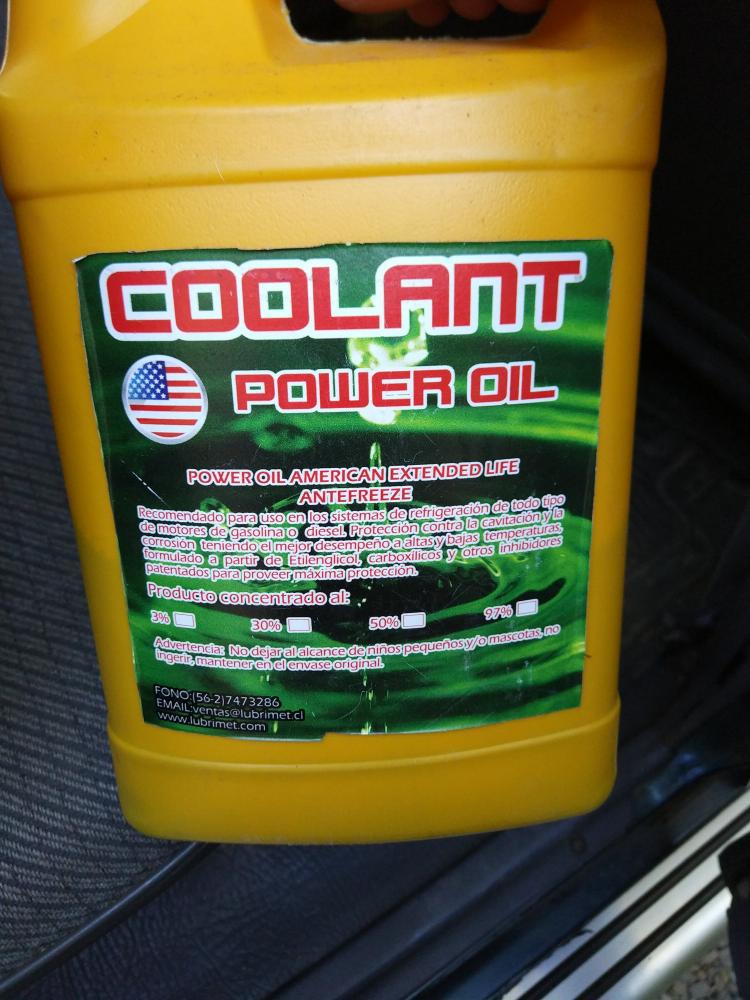 COOLANT
POWER OIL
POWER OIL AMERICAN EXTENDED LIFE
ANTEFREEZE
Recomendado para uso en los sistemas de refrigeración de todo tipo
de motores de gasolina o diesel. Protección contra la cavitación y la
corrosión teniendo el mejor desempeño a altas y bajas temperaturas,
formulado a partir de Etilenglicol, carboxílicos y otros inhibidores
patentados para proveer máxima protección.
Producto concentrado al:
3% 30% 50% 97%
Advertencia: No dejar al alcance de niños pequeños y/o mascotas, no
ingerir, mantener en el envase original.
FONO:(56-2)7473286
EMAIL:ventas@lubrimet.cl
www.lubrimet.com